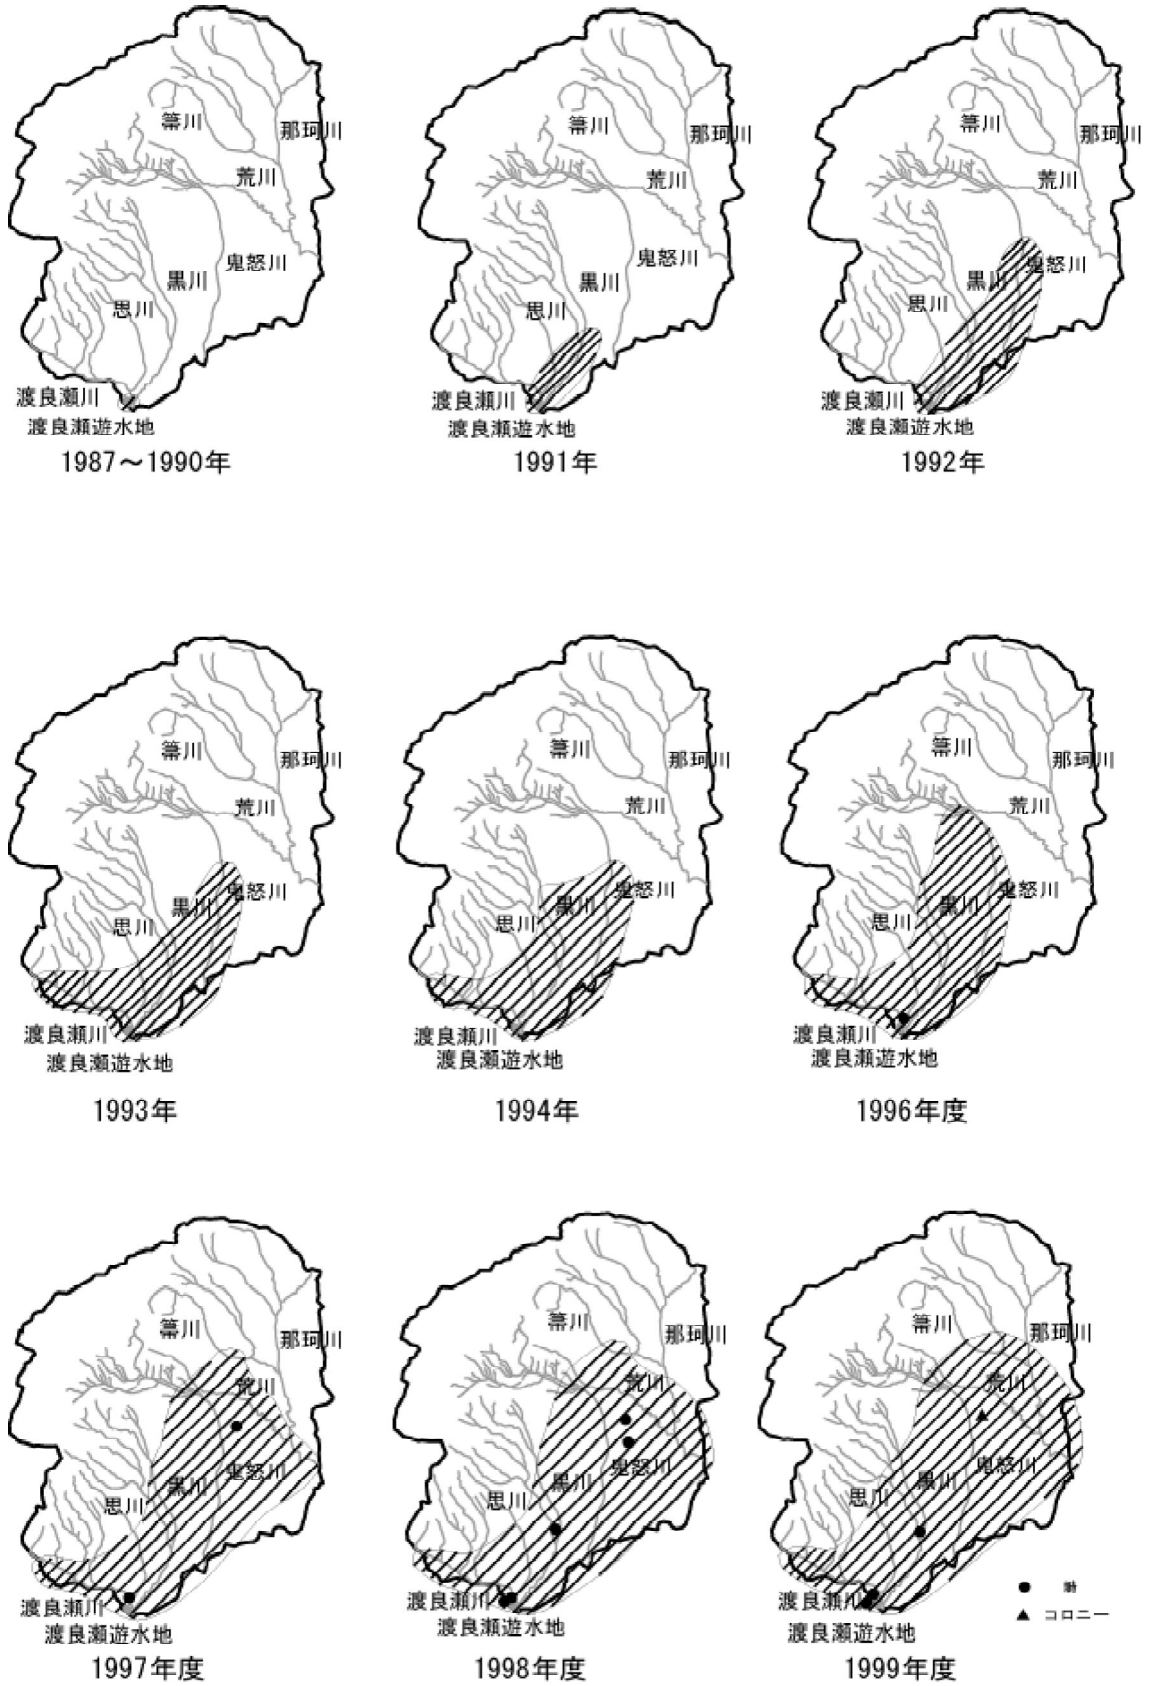 箒川
那珂川
荒川
鬼怒川
黒川
思川
渡良瀬川
渡良瀬遊水地
1987～1990年
箒川
那珂川
荒川
鬼怒川
黒川
思川
渡良瀬川
渡良瀬遊水地
1991年
箒川
那珂川
荒川
鬼怒川
黒川
思川
渡良瀬川
渡良瀬遊水地
1992年
箒川
那珂川
荒川
鬼怒川
黒川
思川
渡良瀬川
渡良瀬遊水地
1993年
箒川
那珂川
荒川
鬼怒川
黒川
思川
渡良瀬川
渡良瀬遊水地
1994年
箒川
那珂川
荒川
鬼怒川
黒川
思川
渡良瀬川
渡良瀬遊水地
1996年度
箒川
那珂川
荒川
鬼怒川
黒川
思川
渡良瀬川
渡良瀬遊水地
1997年度
箒川
那珂川
荒川
鬼怒川
黒川
思川
渡良瀬川
渡良瀬遊水地
1998年度
箒川
那珂川
荒川
鬼怒川
黒川
思川
渡良瀬川
渡良瀬遊水地
1999年度
コロニー